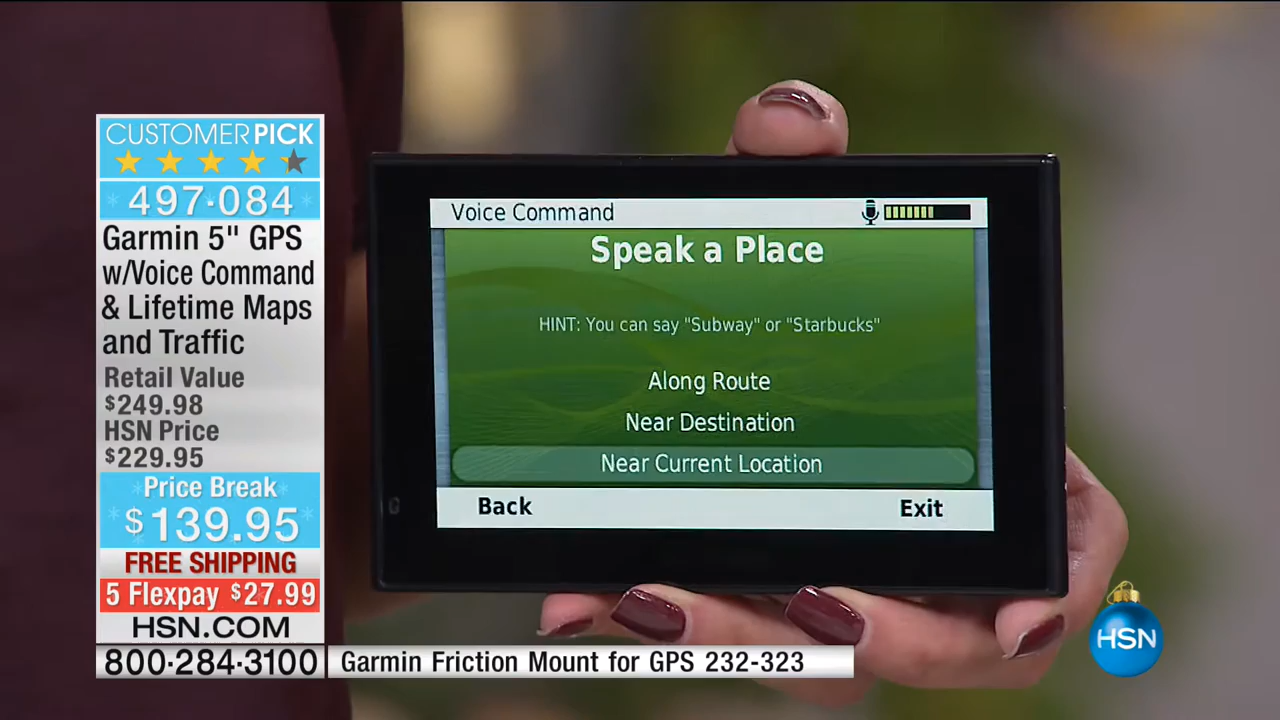 CUSTOMER PICK
497-084
Garmin 5" GPS
w/Voice Command
& Lifetime Maps
and Traffic
Retail Value
$249.98
HSN Price
$229.95
Price Break
$139.95
FREE SHIPPING
5 Flexpay $27.99
HSN.COM
800-284-3100
Garmin Friction Mount for GPS 232-323
Voice Command
Speak a Place
HINT: You can say "Subway" or "Starbucks"
Along Route
Near Destination
Near Current Location
Back
Exit
HSN